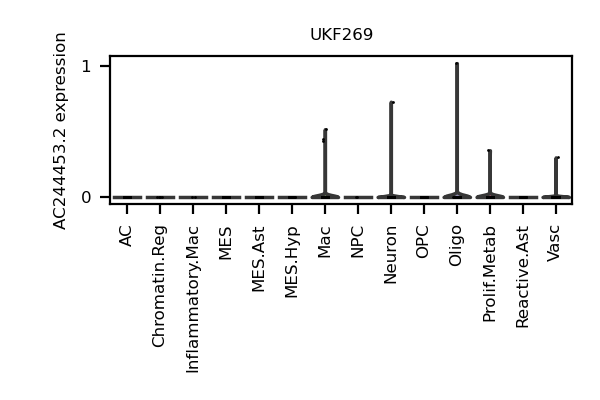 UKF269
AC244453.2 expression
1
0
AC
Chromatin.Reg
Inflammatory.Mac
MES
MES.Ast
MES.Hyp
Mac
NPC
Neuron
OPC
Oligo
Prolif.Metab
Reactive.Ast
Vasc